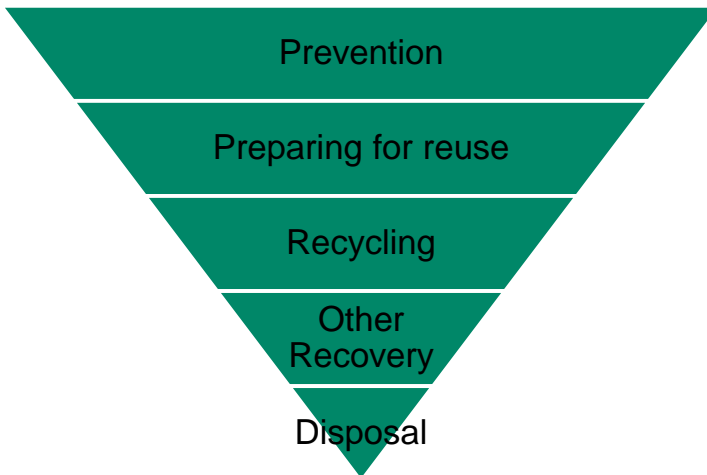 Prevention
Preparing for reuse
Recycling
Other
Recovery
Disposal